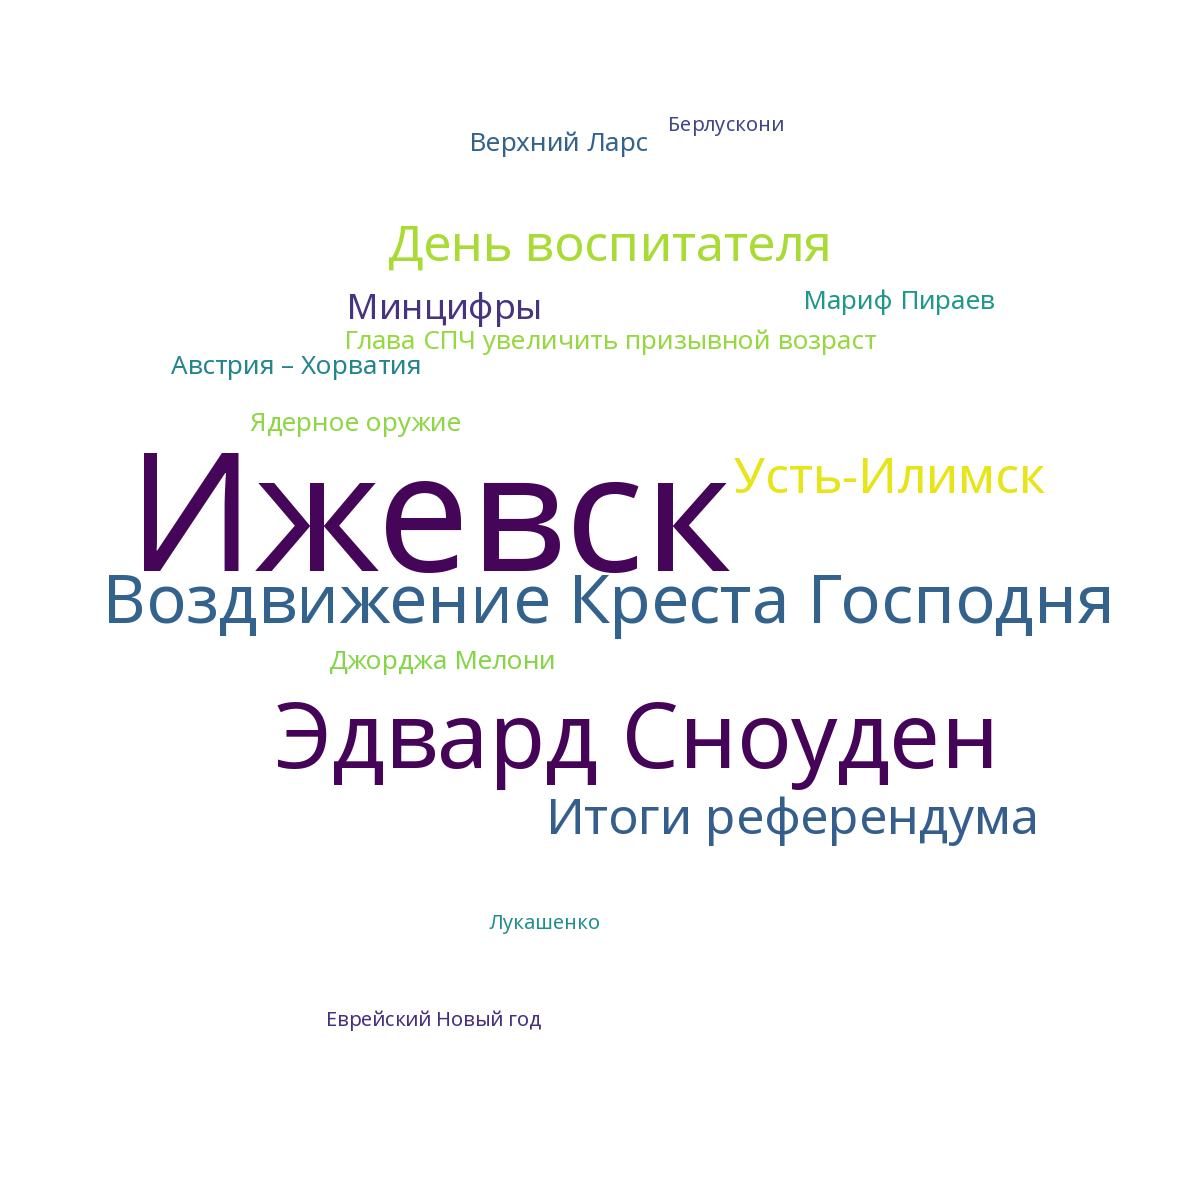 Берлускони
Верхний Ларс
День воспитателя
Мариф Пираев
Минцифры
Глава СПЧ увеличить призывной возраст
Австрия – Хорватия
Ядерное оружие
Усть-Илимск
Ижевск
Воздвижение Креста Господня
Джорджа Мелони
Эдвард Сноуден
Итоги референдума
Лукашенко
Еврейский Новый год